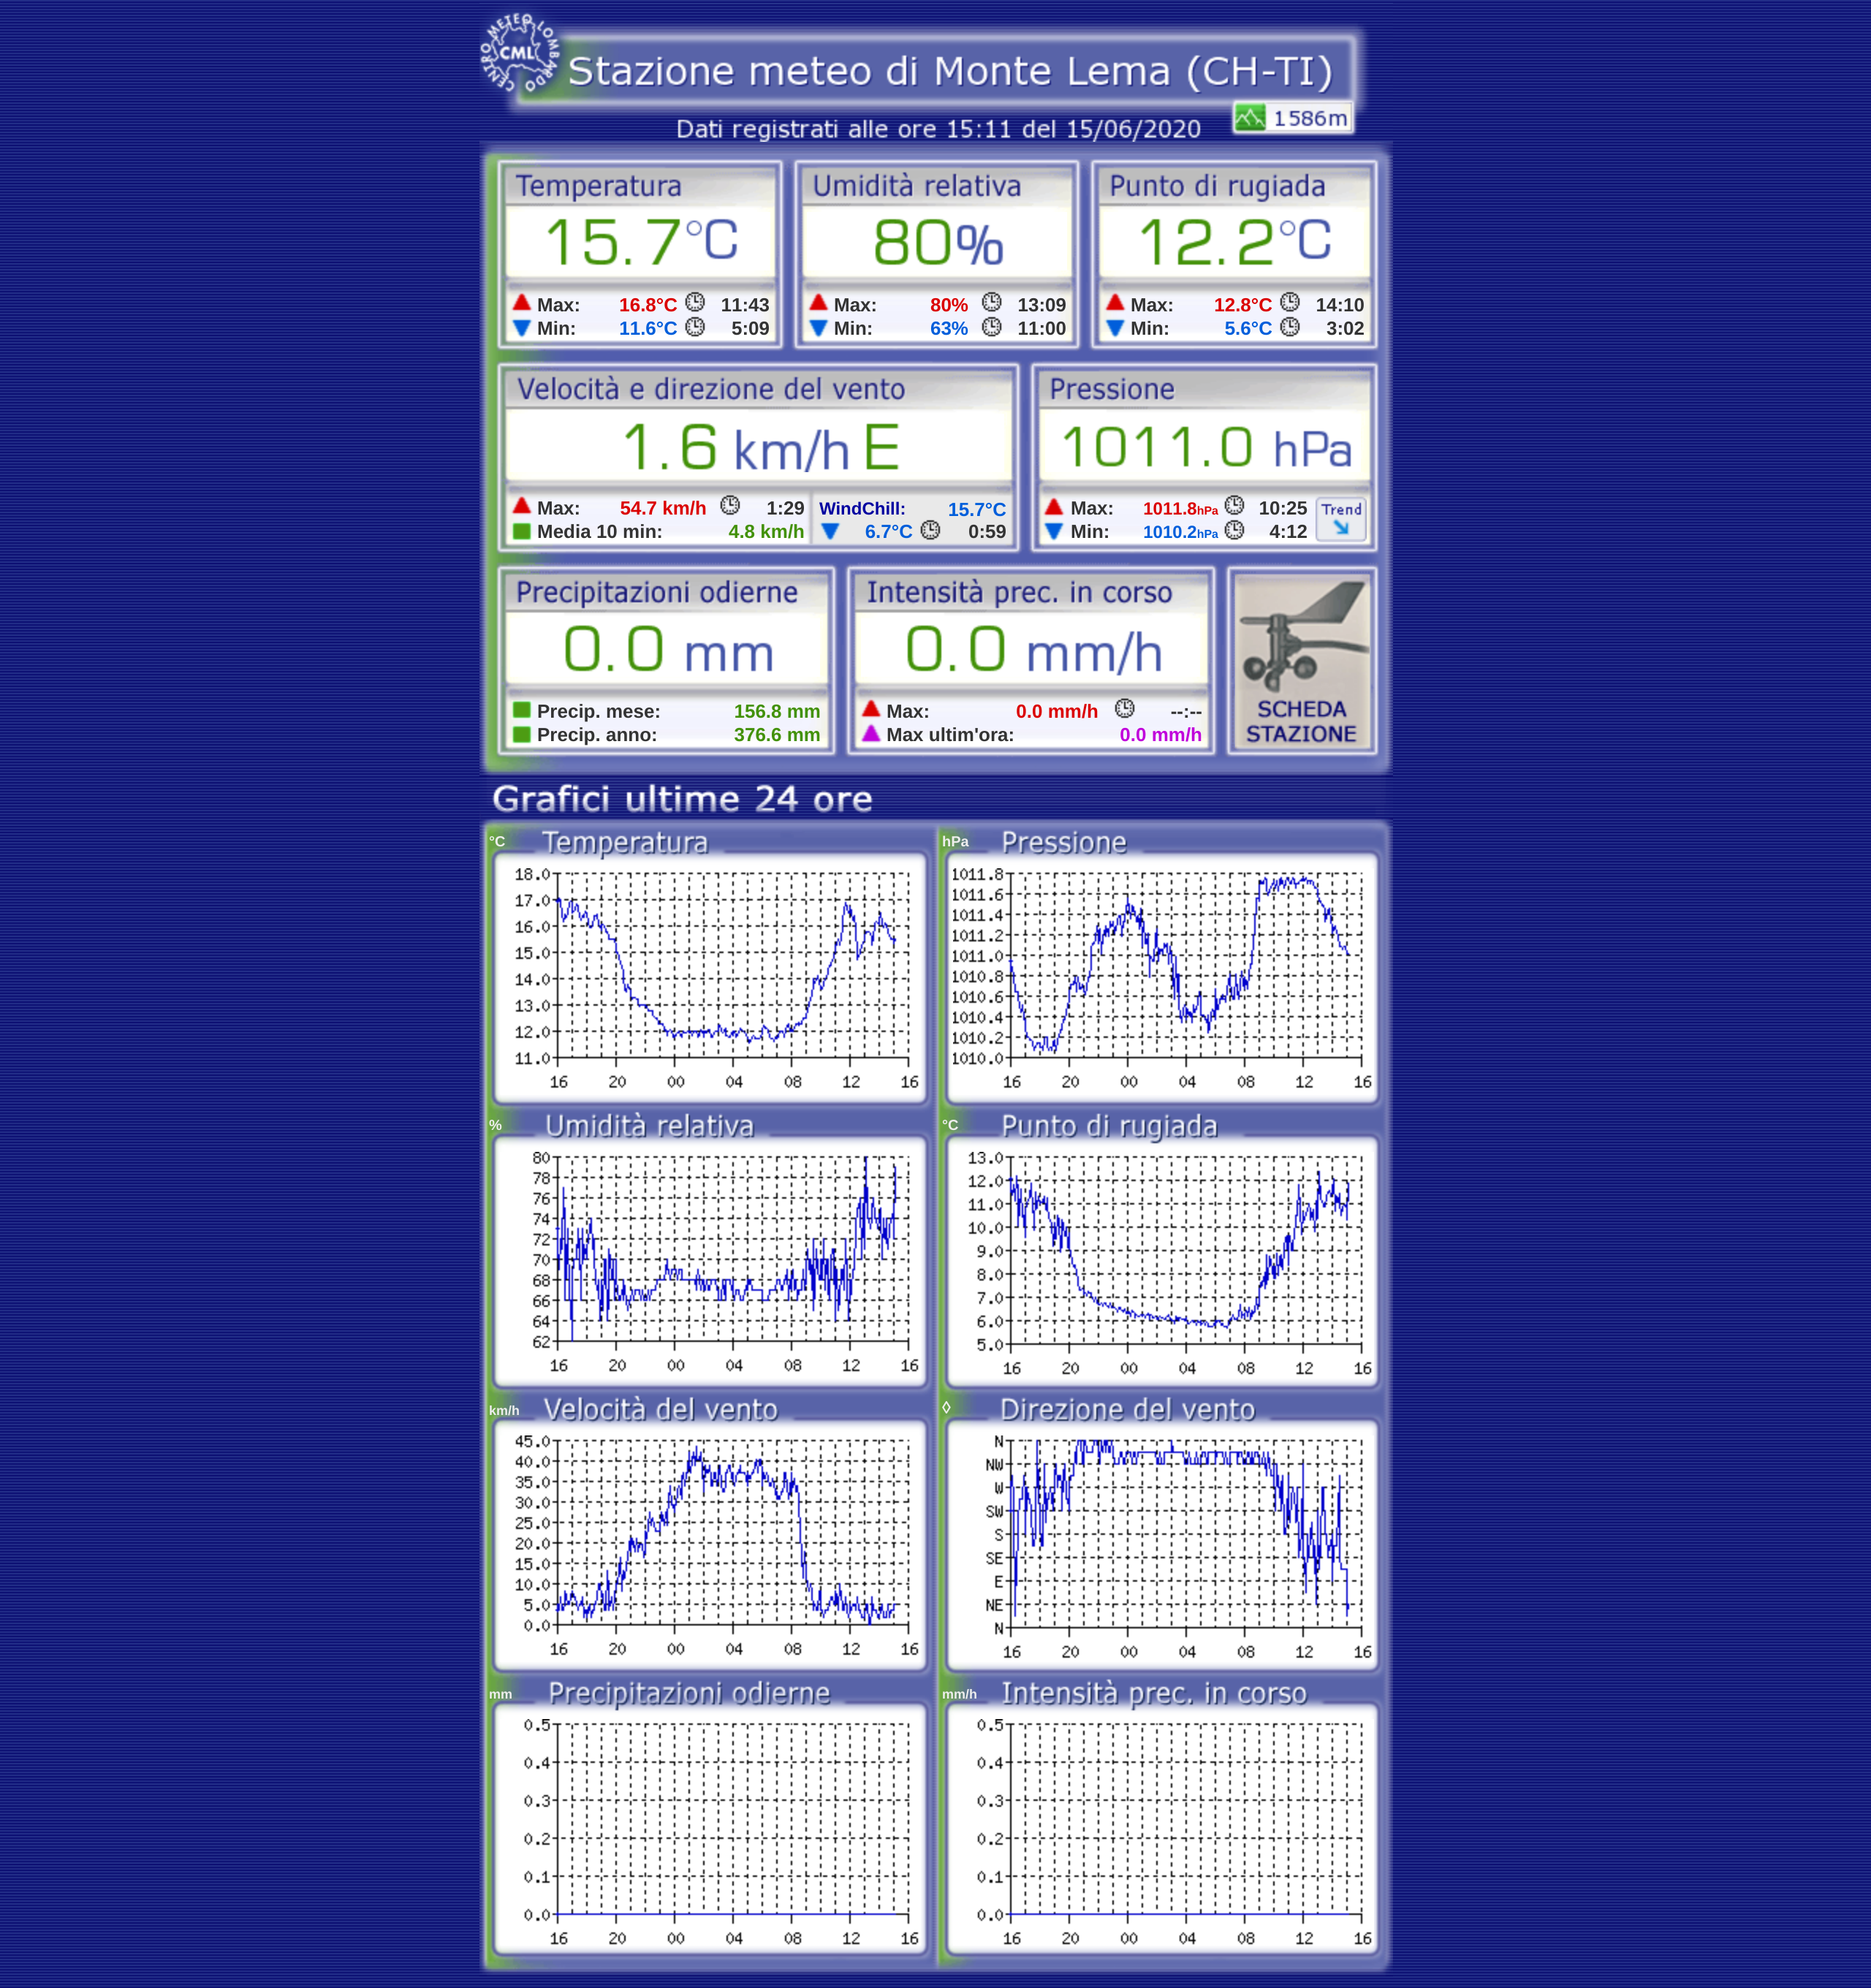 CENTRO METEO LOMBARDO
CML
Stazione meteo di Monte Lema (CH-TI)
1586m
Dati registrati alle ore 15:11 del 15/06/2020
Temperatura
15.7°C
Max: 16.8°C 11:43
Min: 11.6°C 5:09
Umidità relativa
80%
Max: 80% 13:09
Min: 63% 11:00
Punto di rugiada
12.2°C
Max: 12.8°C 14:10
Min: 5.6°C 3:02
Velocità e direzione del vento
1.6 km/h E
Max: 54.7 km/h 1:29
Media 10 min: 4.8 km/h
WindChill: 15.7°C
6.7°C 0:59
Pressione
1011.0 hPa
Max: 1011.8hPa 10:25
Min: 1010.2hPa 4:12
Trend
Precipitazioni odierne
0.0 mm
Precip. mese: 156.8 mm
Precip. anno: 376.6 mm
Intensità prec. in corso
0.0 mm/h
Max: 0.0 mm/h --:--
Max ultim'ora: 0.0 mm/h
SCHEDA
STAZIONE
Grafici ultime 24 ore
°C Temperatura
18.0
17.0
16.0
15.0
14.0
13.0
12.0
11.0
16 20 00 04 08 12 16
hPa Pressione
1011.8
1011.6
1011.4
1011.2
1011.0
1010.8
1010.6
1010.4
1010.2
1010.0
16 20 00 04 08 12 16
% Umidità relativa
80
78
76
74
72
70
68
66
64
62
16 20 00 04 08 12 16
°C Punto di rugiada
13.0
12.0
11.0
10.0
9.0
8.0
7.0
6.0
5.0
16 20 00 04 08 12 16
km/h Velocità del vento
45.0
40.0
35.0
30.0
25.0
20.0
15.0
10.0
5.0
0.0
16 20 00 04 08 12 16
◊ Direzione del vento
N
NW
W
SW
S
SE
E
NE
N
16 20 00 04 08 12 16
mm Precipitazioni odierne
0.5
0.4
0.3
0.2
0.1
0.0
16 20 00 04 08 12 16
mm/h Intensità prec. in corso
0.5
0.4
0.3
0.2
0.1
0.0
16 20 00 04 08 12 16